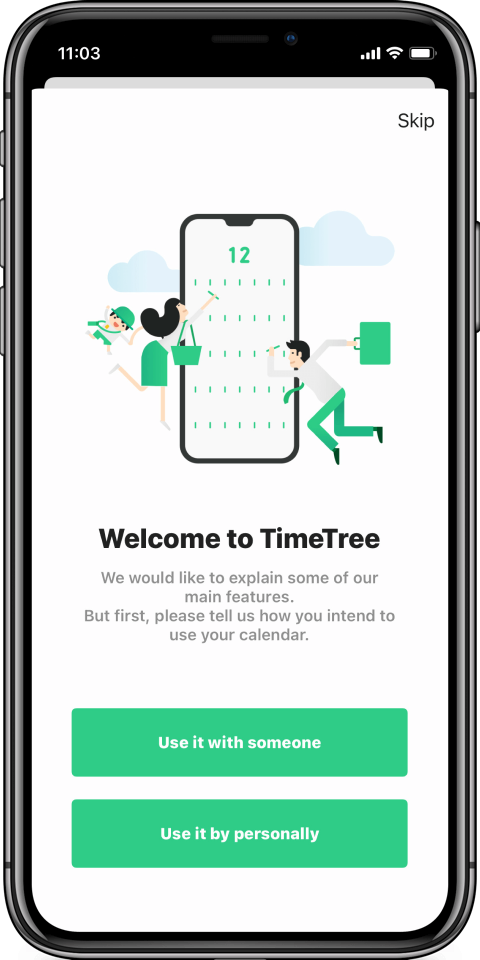 11:03
Skip
12
Welcome to TimeTree
We would like to explain some of our
main features.
But first, please tell us how you intend to
use your calendar.
Use it with someone
Use it by personally